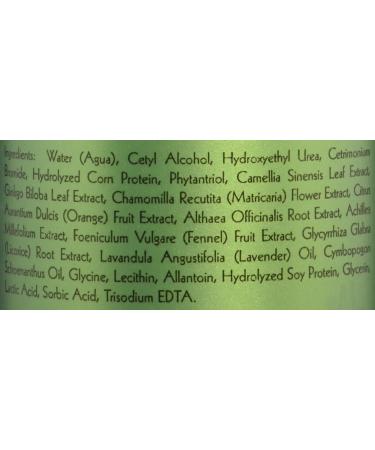 Ingredients: Water (Agua), Cetyl Alcohol, Hydroxyethyl Urea, Cetrimonium
Bromide, Hydrolyzed Corn Protein, Phytantriol, Camellia Sinensis Leaf Extract,
Ginkgo Biloba Leaf Extract, Chamomilla Recutita (Matricaria) Flower Extract, Citrus
Aurantium Dulcis (Orange) Fruit Extract, Althaea Officinalis Root Extract, Achillea
Millefolium Extract, Foeniculum Vulgare (Fennel) Fruit Extract, Glycyrrhiza Glabra
(Licorice) Root Extract, Lavandula Angustifolia (Lavender) Oil, Cymbopogon
Schoenanthus Oil, Glycine, Lecithin, Allantoin, Hydrolyzed Soy Protein, Glycerin,
Lactic Acid, Sorbic Acid, Trisodium EDTA.